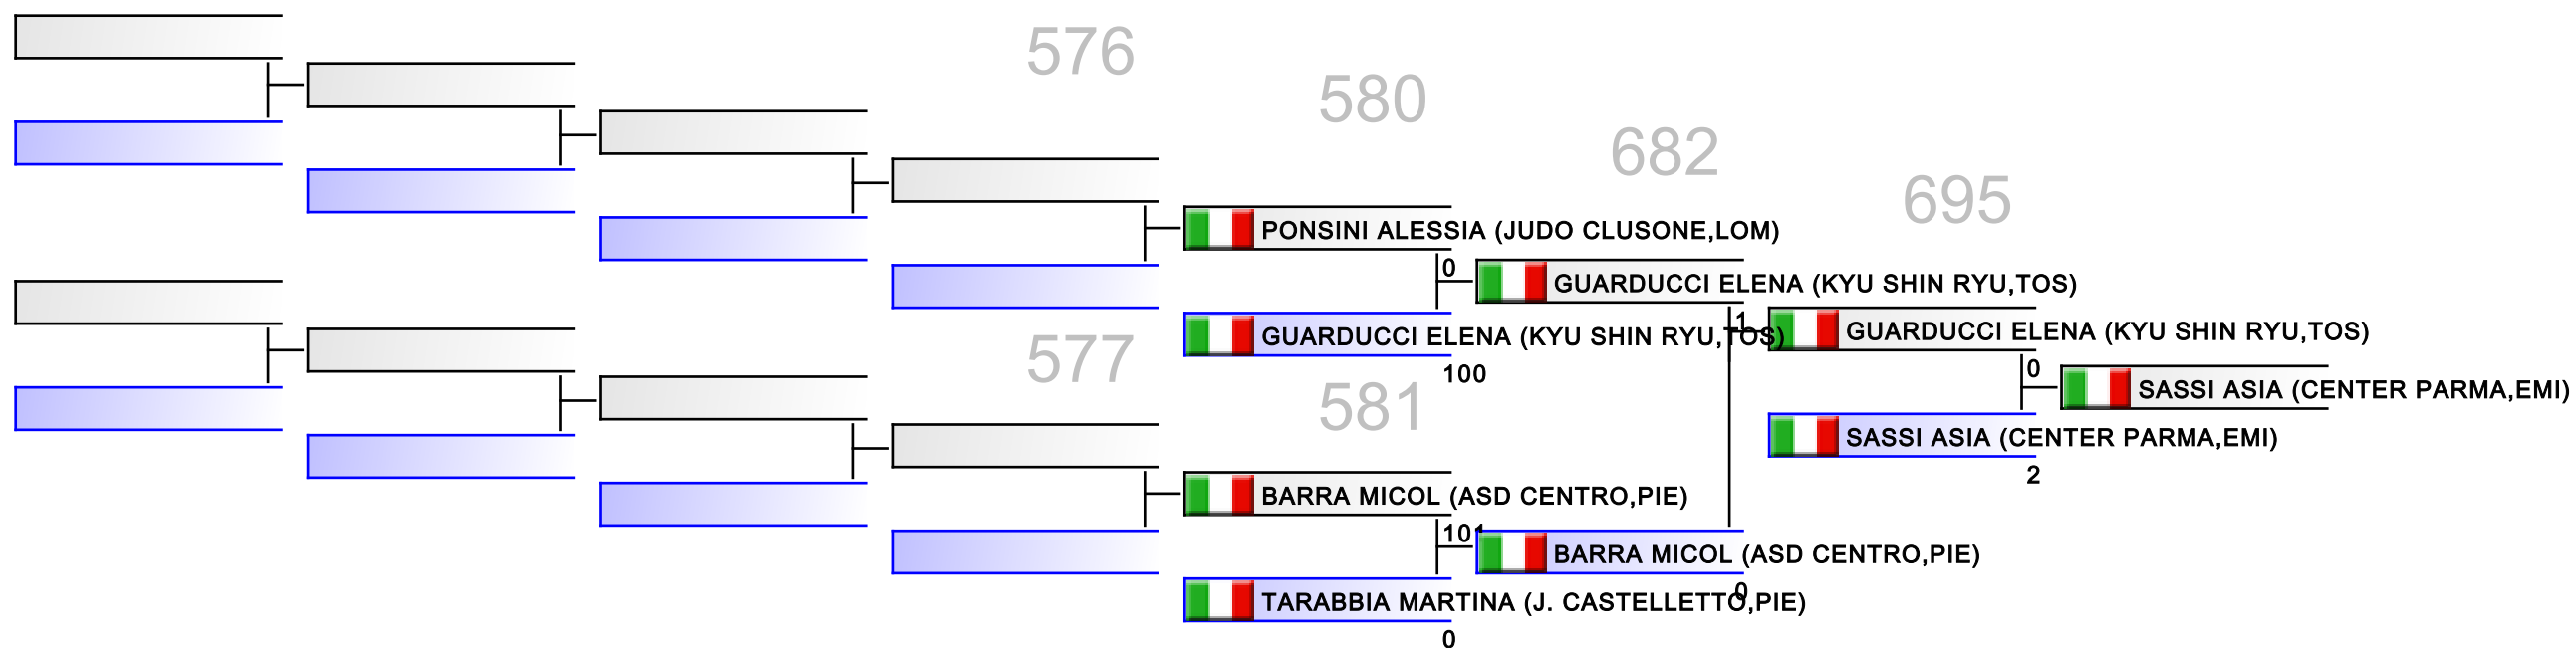 576
580
682
695
PONSINI ALESSIA (JUDO CLUSONE,LOM)
0
GUARDUCCI ELENA (KYU SHIN RYU,TOS)
1
GUARDUCCI ELENA (KYU SHIN RYU,TOS)
GUARDUCCI ELENA (KYU SHIN RYU,TOS)
100
0
SASSI ASIA (CENTER PARMA,EMI)
SASSI ASIA (CENTER PARMA,EMI)
2
577
581
BARRA MICOL (ASD CENTRO,PIE)
101
BARRA MICOL (ASD CENTRO,PIE)
0
TARABBIA MARTINA (J. CASTELLETTO,PIE)
0